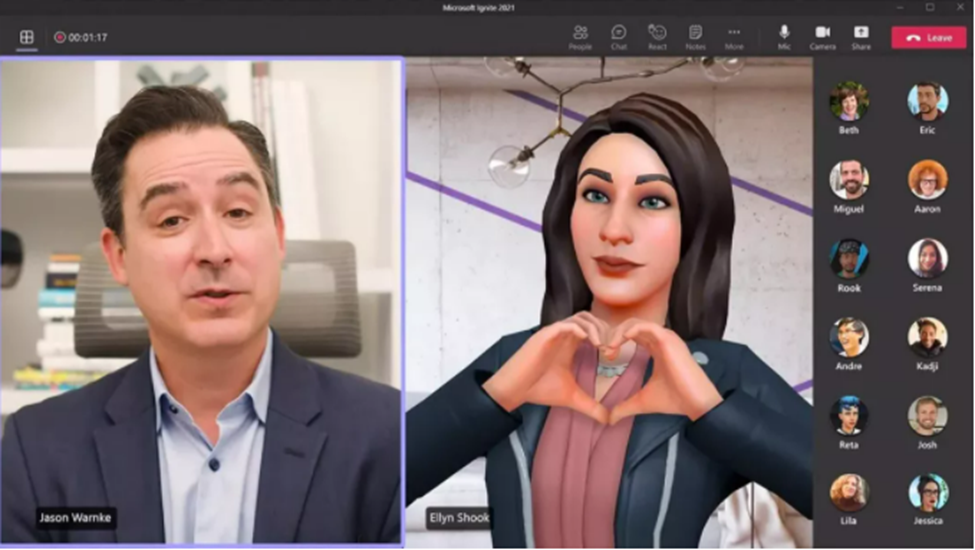 Microsoft Ignite 2021
00:01:17
People
Chat
React
Notes
More
Mic
Camera
Share
Leave
Jason Warnke
Ellyn Shook
Beth
Eric
Miguel
Aaron
Rook
Serena
Andre
Kadji
Reta
Josh
Lila
Jessica